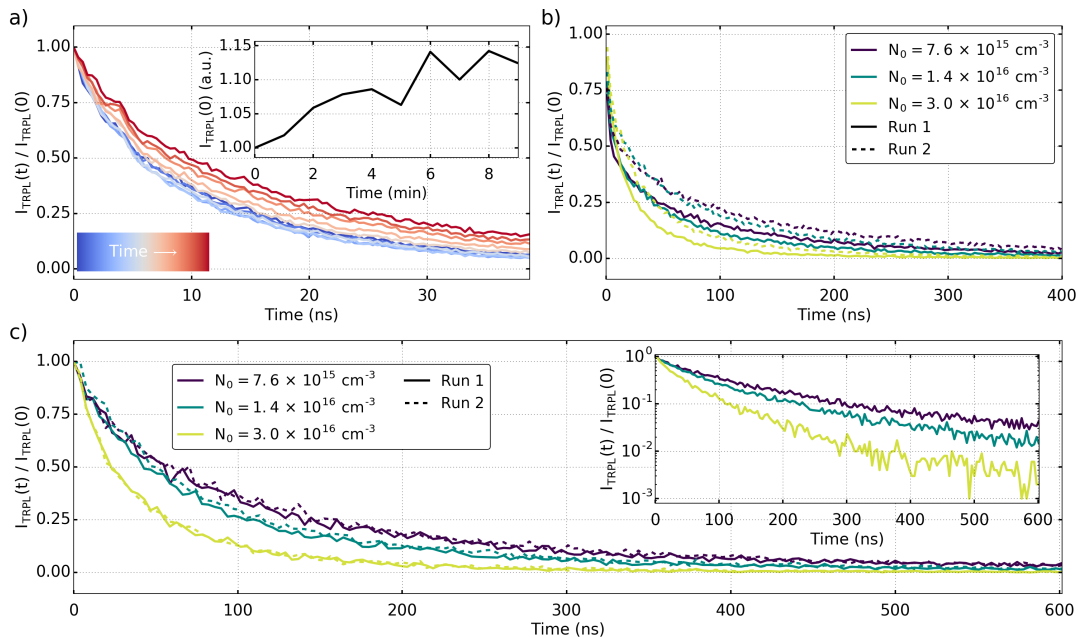 a)
I_TRPL(t) / I_TRPL(0)
1.00
0.75
0.50
0.25
0.00
0
10
20
30
Time (ns)
Time →
I_TRPL(0) (a.u.)
1.15
1.10
1.05
1.00
0
2
4
6
8
Time (min)
b)
I_TRPL(t) / I_TRPL(0)
1.00
0.75
0.50
0.25
0.00
0
100
200
300
400
Time (ns)
N₀ = 7.6 × 10¹⁵ cm⁻³
N₀ = 1.4 × 10¹⁶ cm⁻³
N₀ = 3.0 × 10¹⁶ cm⁻³
Run 1
Run 2
c)
I_TRPL(t) / I_TRPL(0)
1.00
0.75
0.50
0.25
0.00
0
100
200
300
400
500
600
Time (ns)
N₀ = 7.6 × 10¹⁵ cm⁻³
N₀ = 1.4 × 10¹⁶ cm⁻³
N₀ = 3.0 × 10¹⁶ cm⁻³
Run 1
Run 2
I_TRPL(t) / I_TRPL(0)
10⁰
10⁻¹
10⁻²
10⁻³
0
100
200
300
400
500
600
Time (ns)